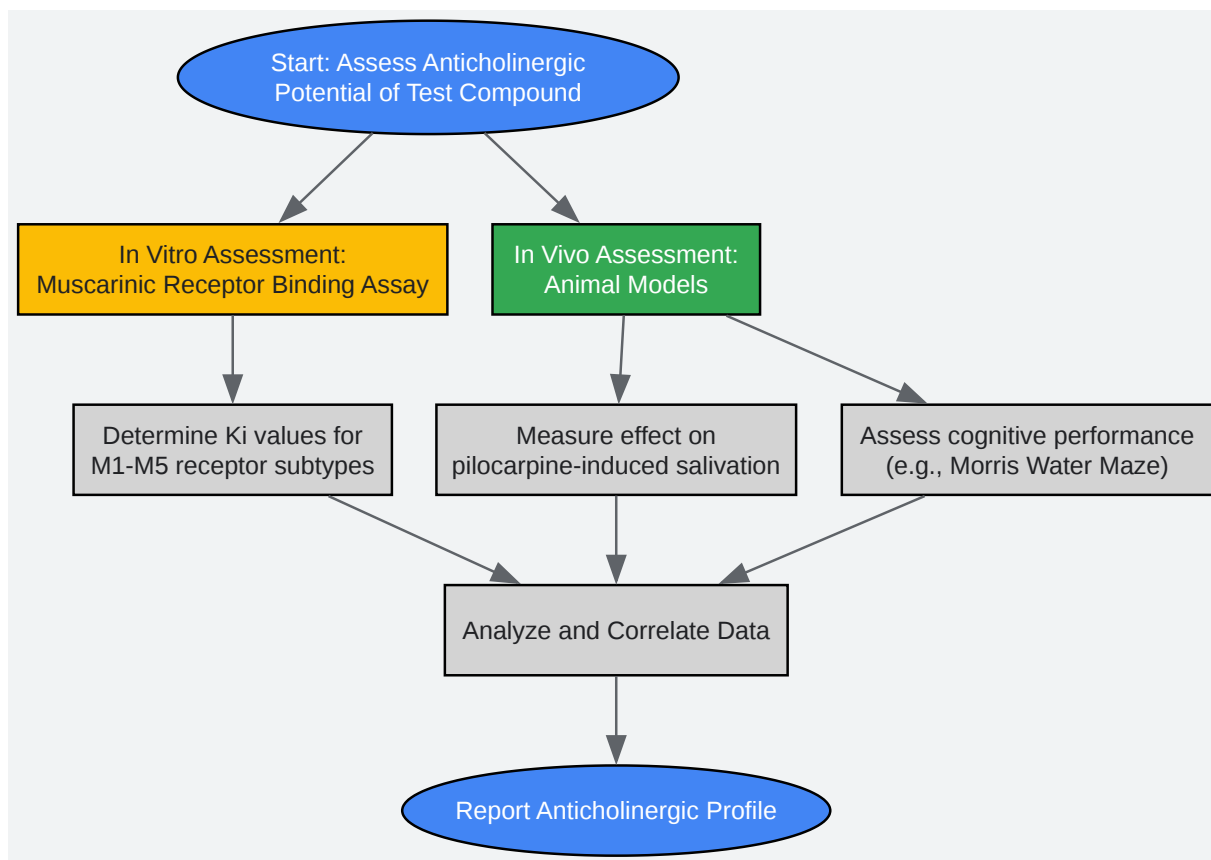 Start: Assess Anticholinergic
Potential of Test Compound
In Vitro Assessment:
Muscarinic Receptor Binding Assay
In Vivo Assessment:
Animal Models
Determine Ki values for
M1-M5 receptor subtypes
Measure effect on
pilocarpine-induced salivation
Assess cognitive performance
(e.g., Morris Water Maze)
Analyze and Correlate Data
Report Anticholinergic Profile